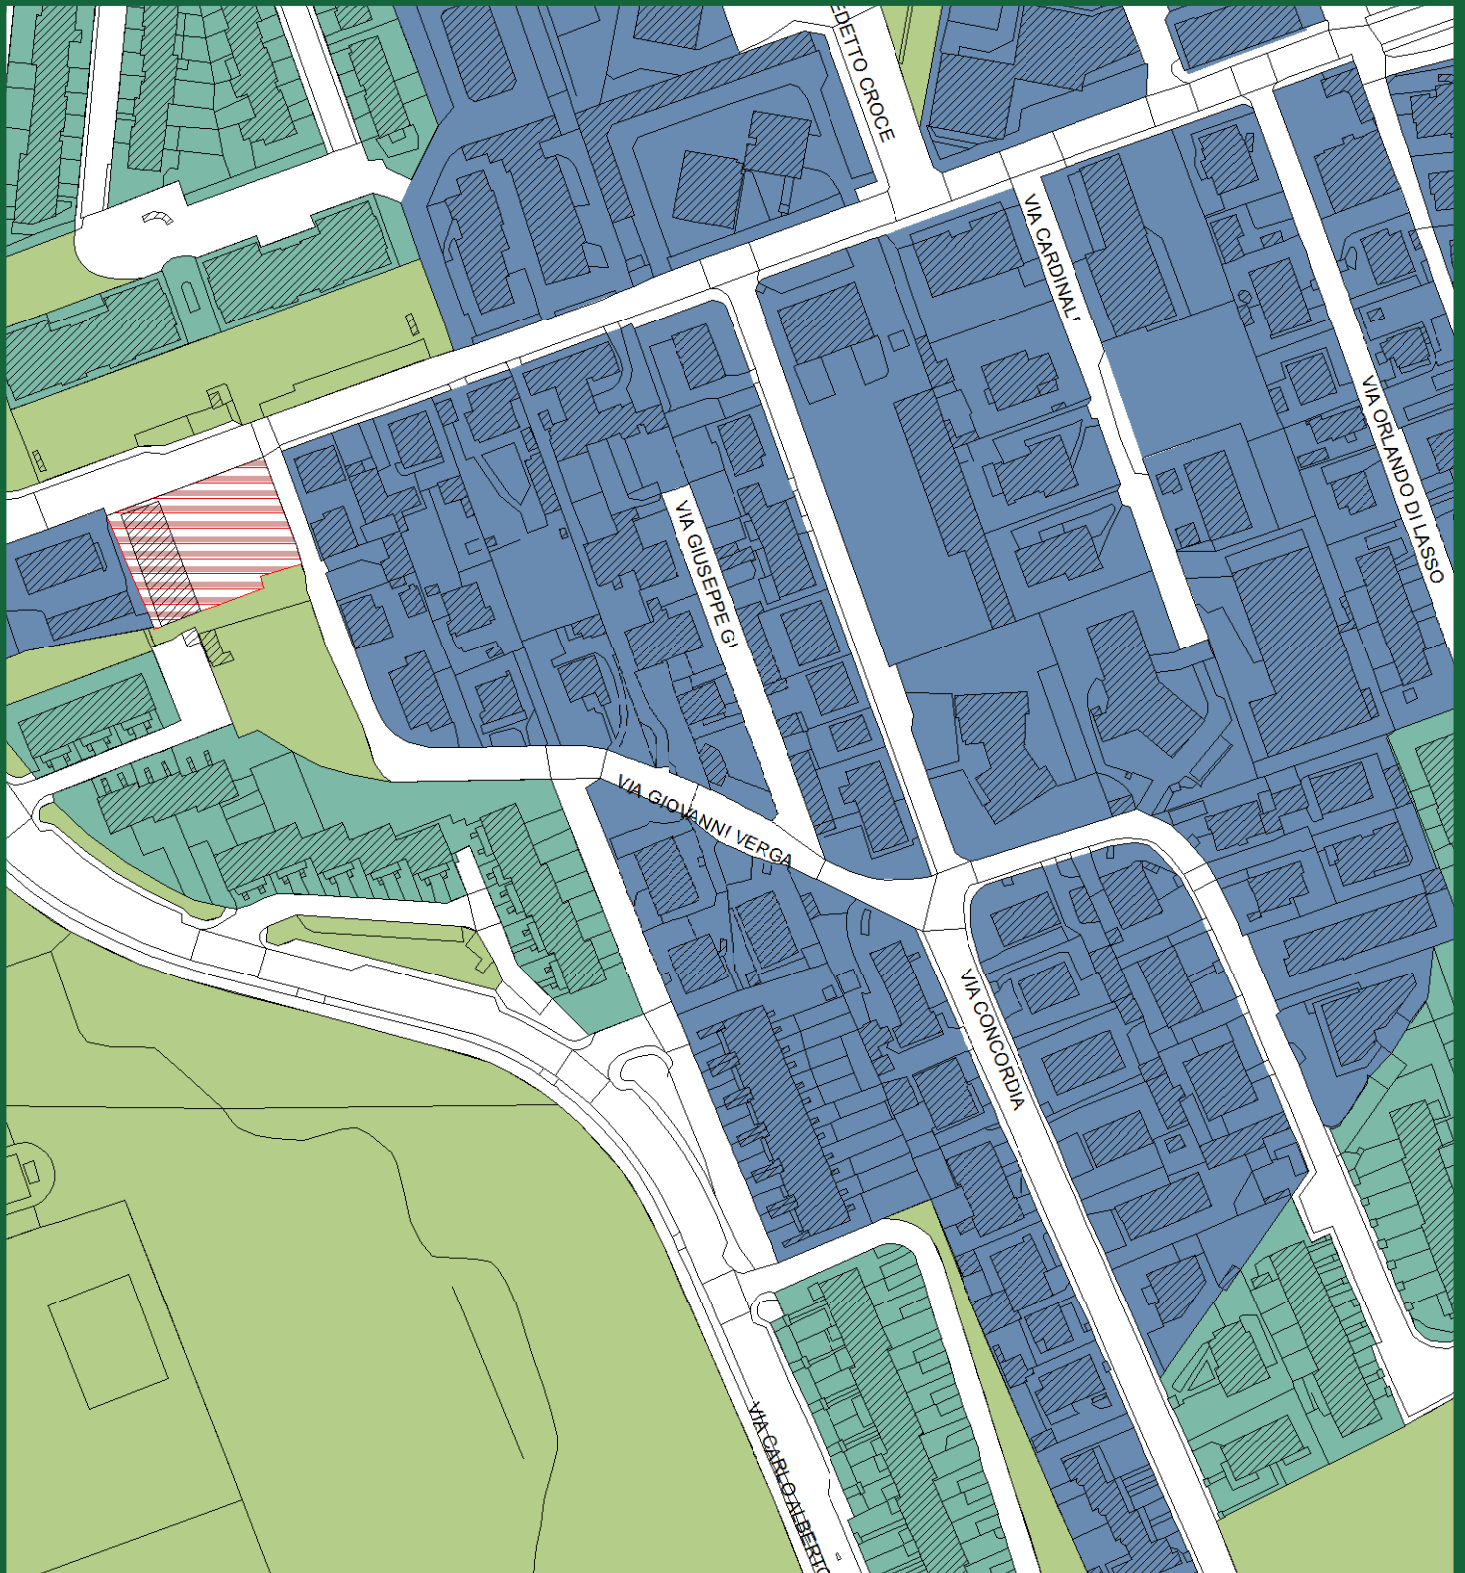 EDETTO CROCE
VIA CARDINAL
VIA ORLANDO DI LASSO
VIA GIUSEPPE GI
VIA GIOVANNI VERGA
VIA CONCORDIA
VIA CARLO ALBERTO